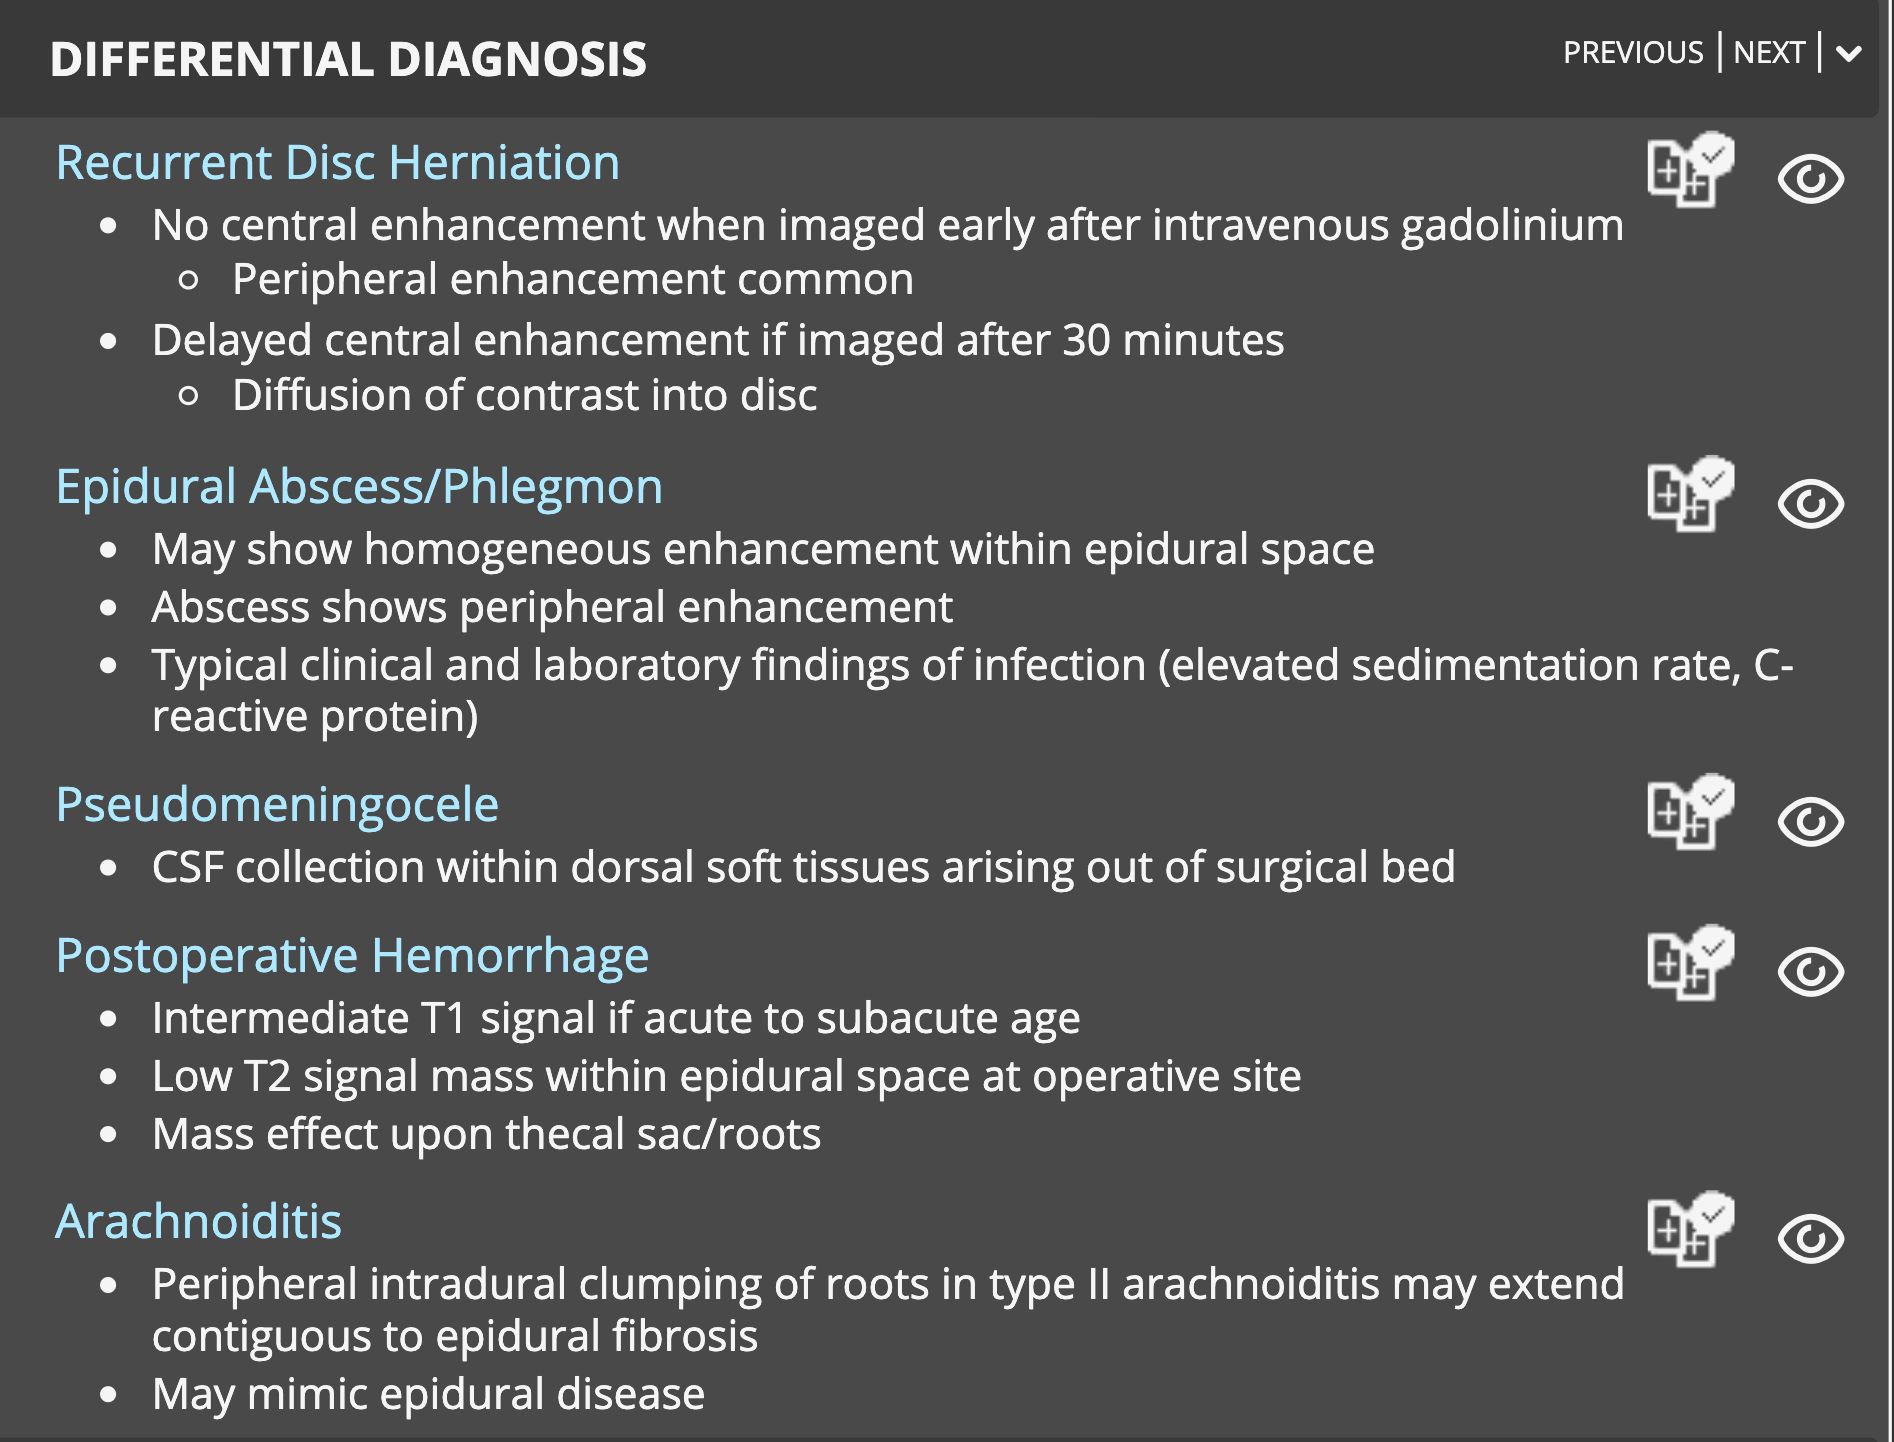 DIFFERENTIAL DIAGNOSIS
PREVIOUS | NEXT |
Recurrent Disc Herniation
• No central enhancement when imaged early after intravenous gadolinium
○ Peripheral enhancement common
• Delayed central enhancement if imaged after 30 minutes
○ Diffusion of contrast into disc
Epidural Abscess/Phlegmon
• May show homogeneous enhancement within epidural space
• Abscess shows peripheral enhancement
• Typical clinical and laboratory findings of infection (elevated sedimentation rate, C-
reactive protein)
Pseudomeningocele
• CSF collection within dorsal soft tissues arising out of surgical bed
Postoperative Hemorrhage
• Intermediate T1 signal if acute to subacute age
• Low T2 signal mass within epidural space at operative site
• Mass effect upon thecal sac/roots
Arachnoiditis
• Peripheral intradural clumping of roots in type II arachnoiditis may extend
contiguous to epidural fibrosis
• May mimic epidural disease